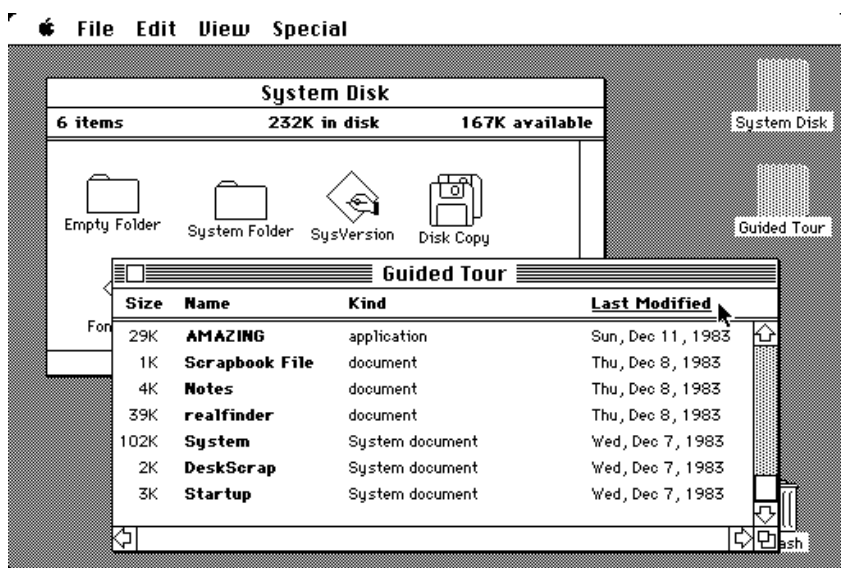 File Edit View Special
System Disk
6 items 232K in disk 167K available
Empty Folder
System Folder
SysVersion
Disk Copy
System Disk
Guided Tour
Fon
Guided Tour
Size Name Kind Last Modified
29K AMAZING application Sun, Dec 11, 1983
1K Scrapbook File document Thu, Dec 8, 1983
4K Notes document Thu, Dec 8, 1983
39K realfinder document Thu, Dec 8, 1983
102K System System document Wed, Dec 7, 1983
2K DeskScrap System document Wed, Dec 7, 1983
3K Startup System document Wed, Dec 7, 1983
ash